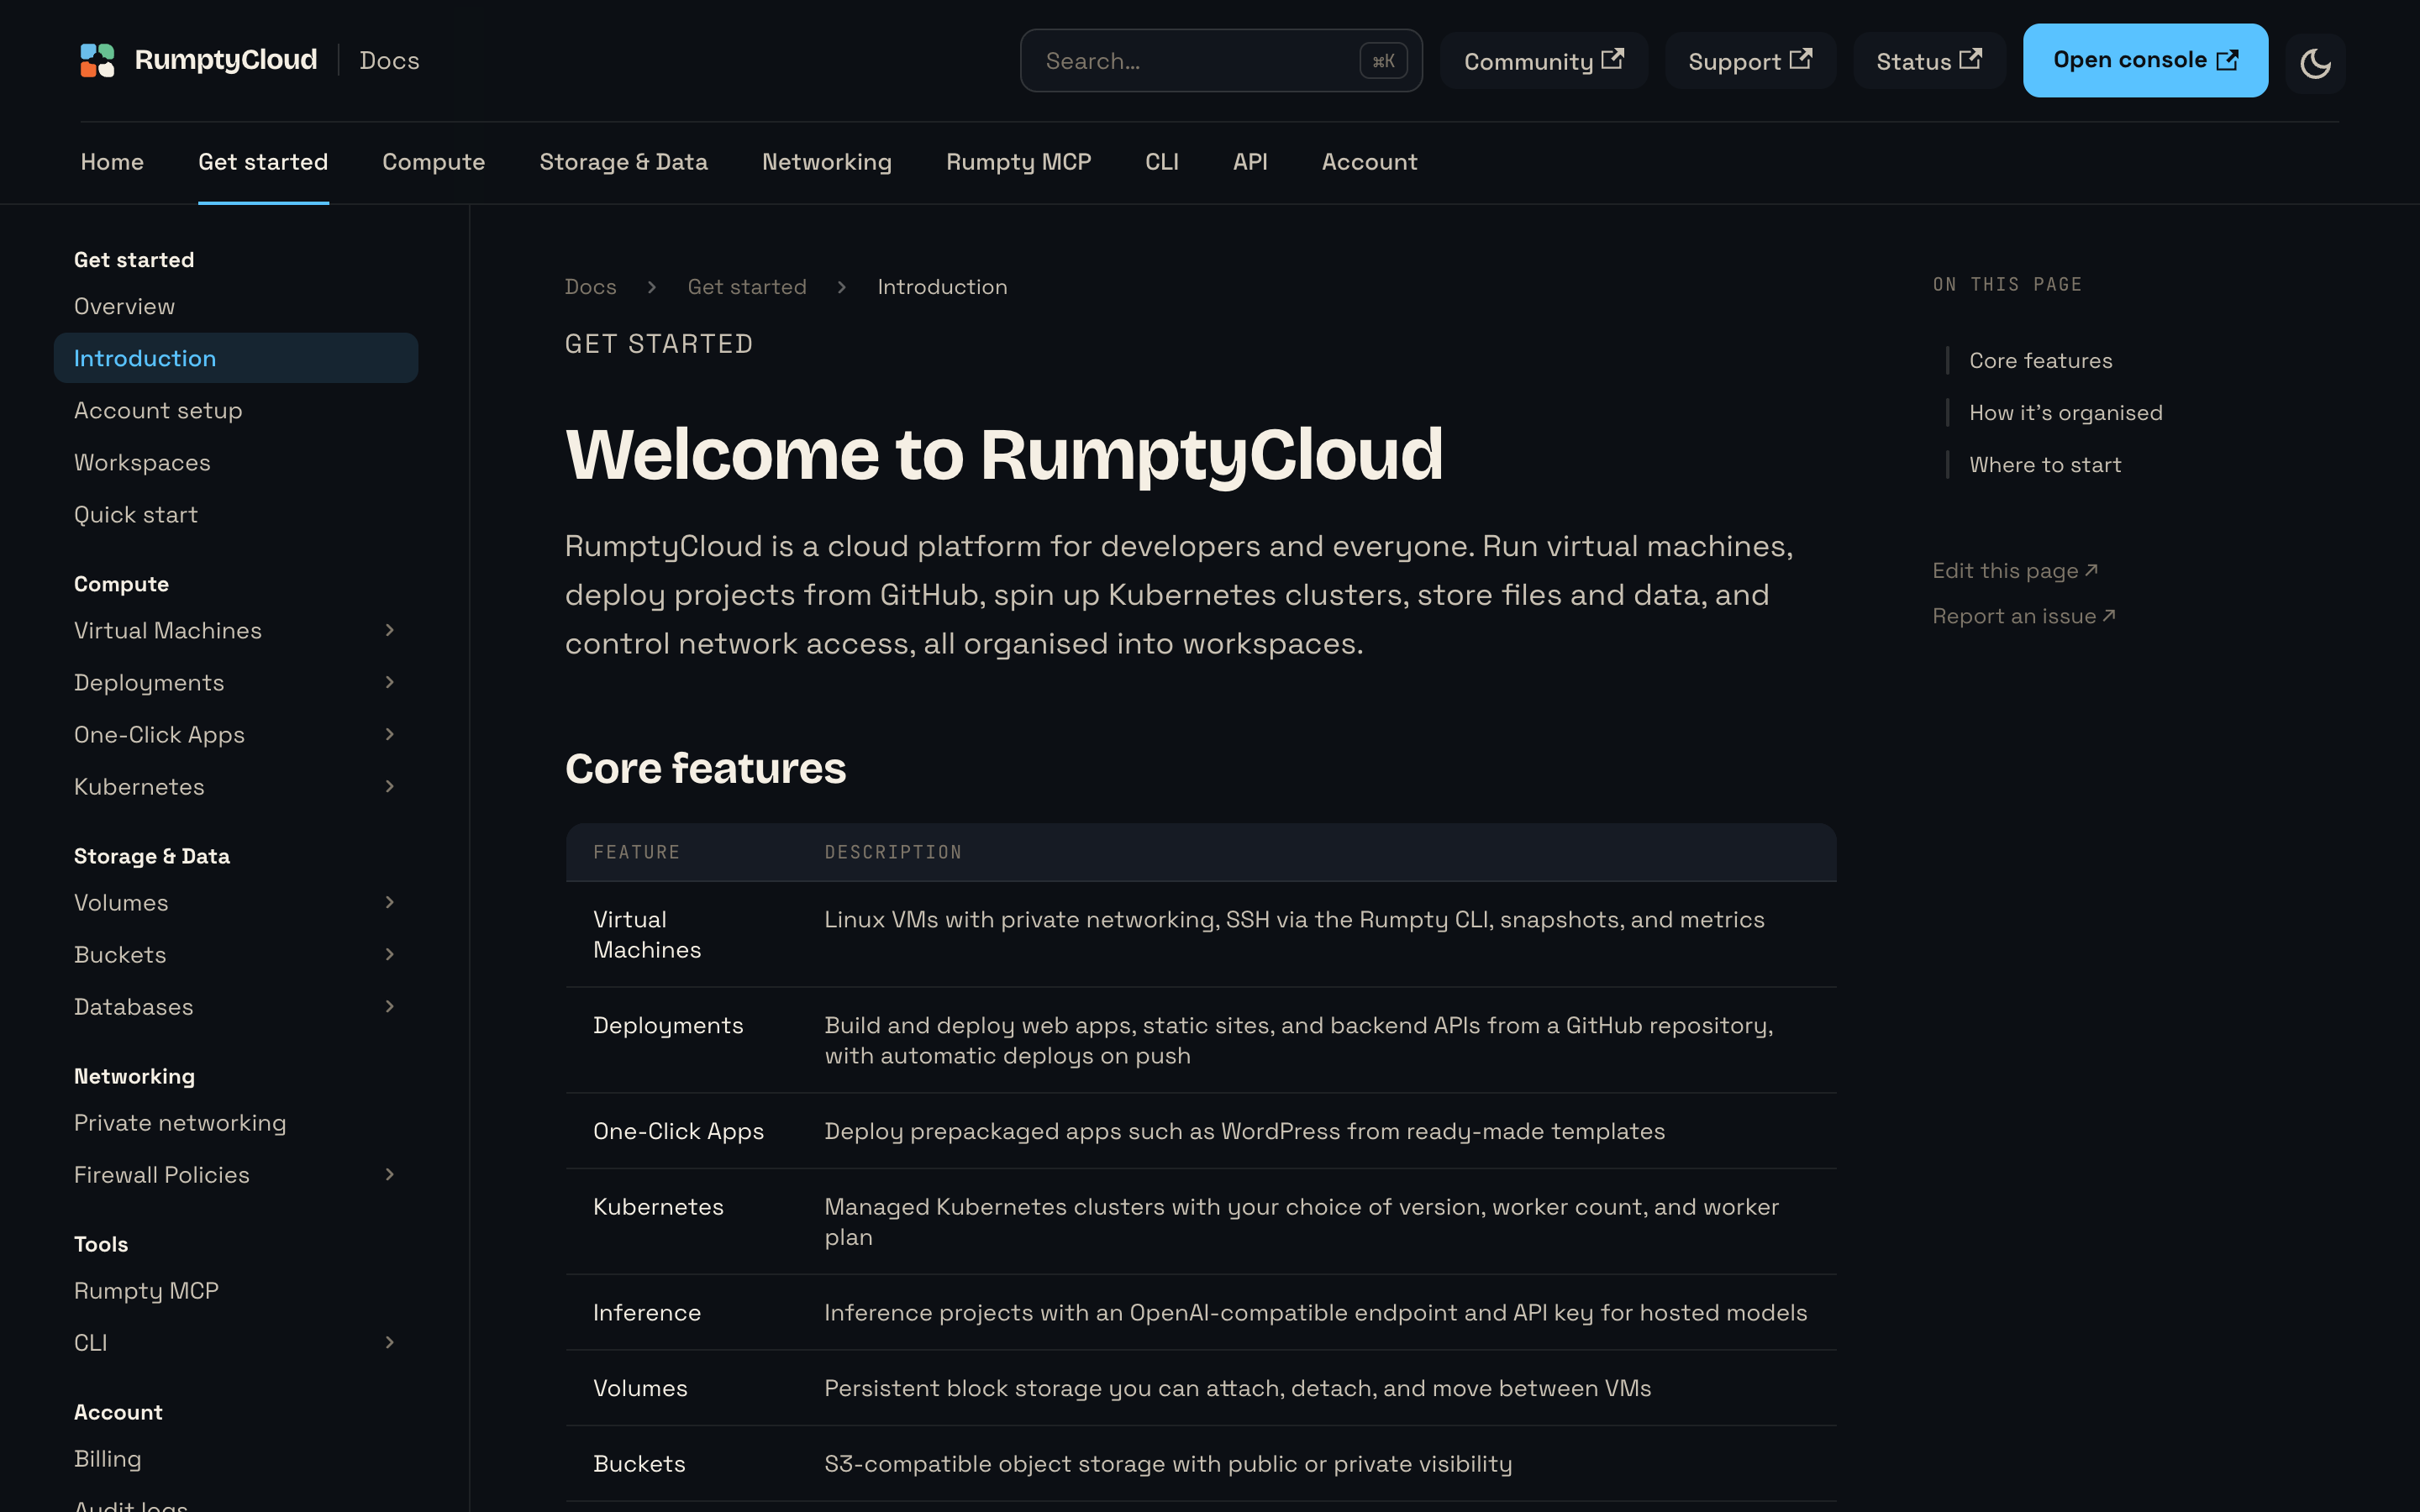 RumptyCloud
Docs
Search...
⌘K
Community
Support
Status
Open console
Home
Get started
Compute
Storage & Data
Networking
Rumpty MCP
CLI
API
Account
Get started
Overview
Introduction
Account setup
Workspaces
Quick start
Compute
Virtual Machines
Deployments
One-Click Apps
Kubernetes
Storage & Data
Volumes
Buckets
Databases
Networking
Private networking
Firewall Policies
Tools
Rumpty MCP
CLI
Account
Billing
Audit logs
Docs > Get started > Introduction
GET STARTED
Welcome to RumptyCloud
RumptyCloud is a cloud platform for developers and everyone. Run virtual machines,
deploy projects from GitHub, spin up Kubernetes clusters, store files and data, and
control network access, all organised into workspaces.
Core features
FEATURE DESCRIPTION
Virtual
Machines
Linux VMs with private networking, SSH via the Rumpty CLI, snapshots, and metrics
Deployments
Build and deploy web apps, static sites, and backend APIs from a GitHub repository,
with automatic deploys on push
One-Click Apps
Deploy prepackaged apps such as WordPress from ready-made templates
Kubernetes
Managed Kubernetes clusters with your choice of version, worker count, and worker
plan
Inference
Inference projects with an OpenAI-compatible endpoint and API key for hosted models
Volumes
Persistent block storage you can attach, detach, and move between VMs
Buckets
S3-compatible object storage with public or private visibility
ON THIS PAGE
Core features
How it's organised
Where to start
Edit this page ↗
Report an issue ↗